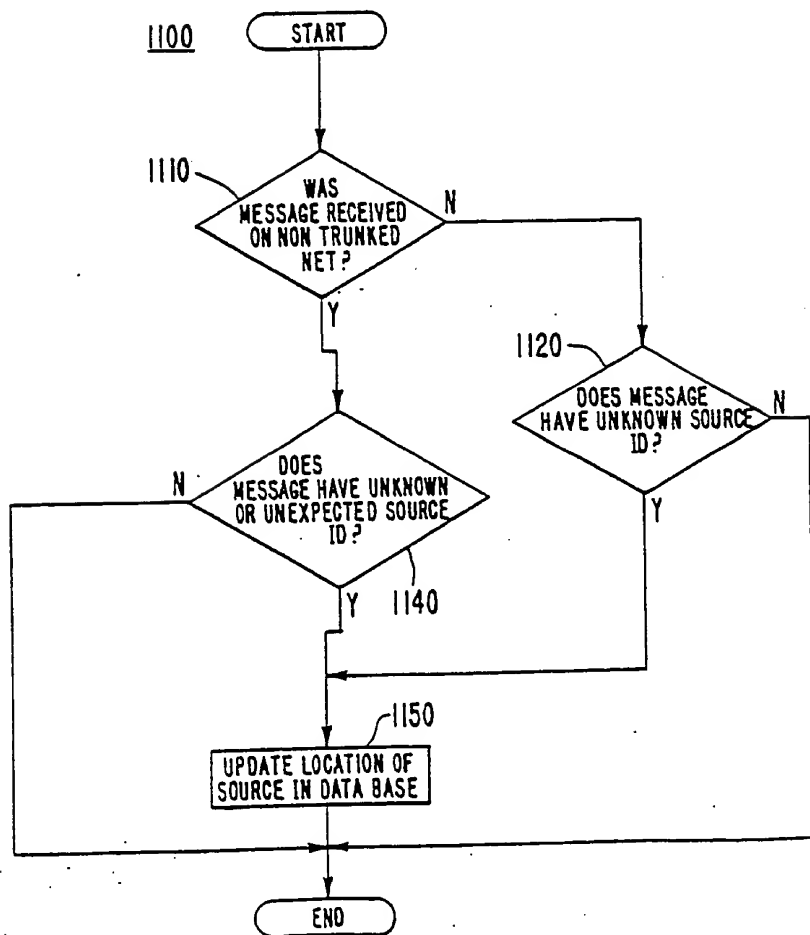 1100
START
1110
WAS
MESSAGE RECEIVED
ON NON TRUNKED
NET?
N
Y
1120
DOES MESSAGE
HAVE UNKNOWN SOURCE
ID?
N
Y
N
DOES
MESSAGE HAVE UNKNOWN
OR UNEXPECTED SOURCE
ID?
Y
1140
1150
UPDATE LOCATION OF
SOURCE IN DATA BASE
END